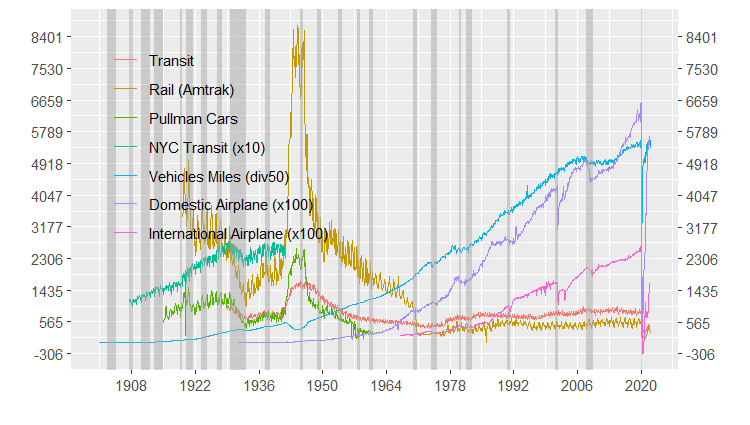 8401 8401
Transit
7530 7530
Rail (Amtrak)
6659 6659
Pullman Cars
5789 5789
NYC Transit (x10)
4918 4918
Vehicles Miles (div50)
4047 4047
Domestic Airplane (x100)
3177 3177
International Airplane (x100)
2306 2306
1435 1435
565 565
-306 -306
1908 1922 1936 1950 1964 1978 1992 2006 2020